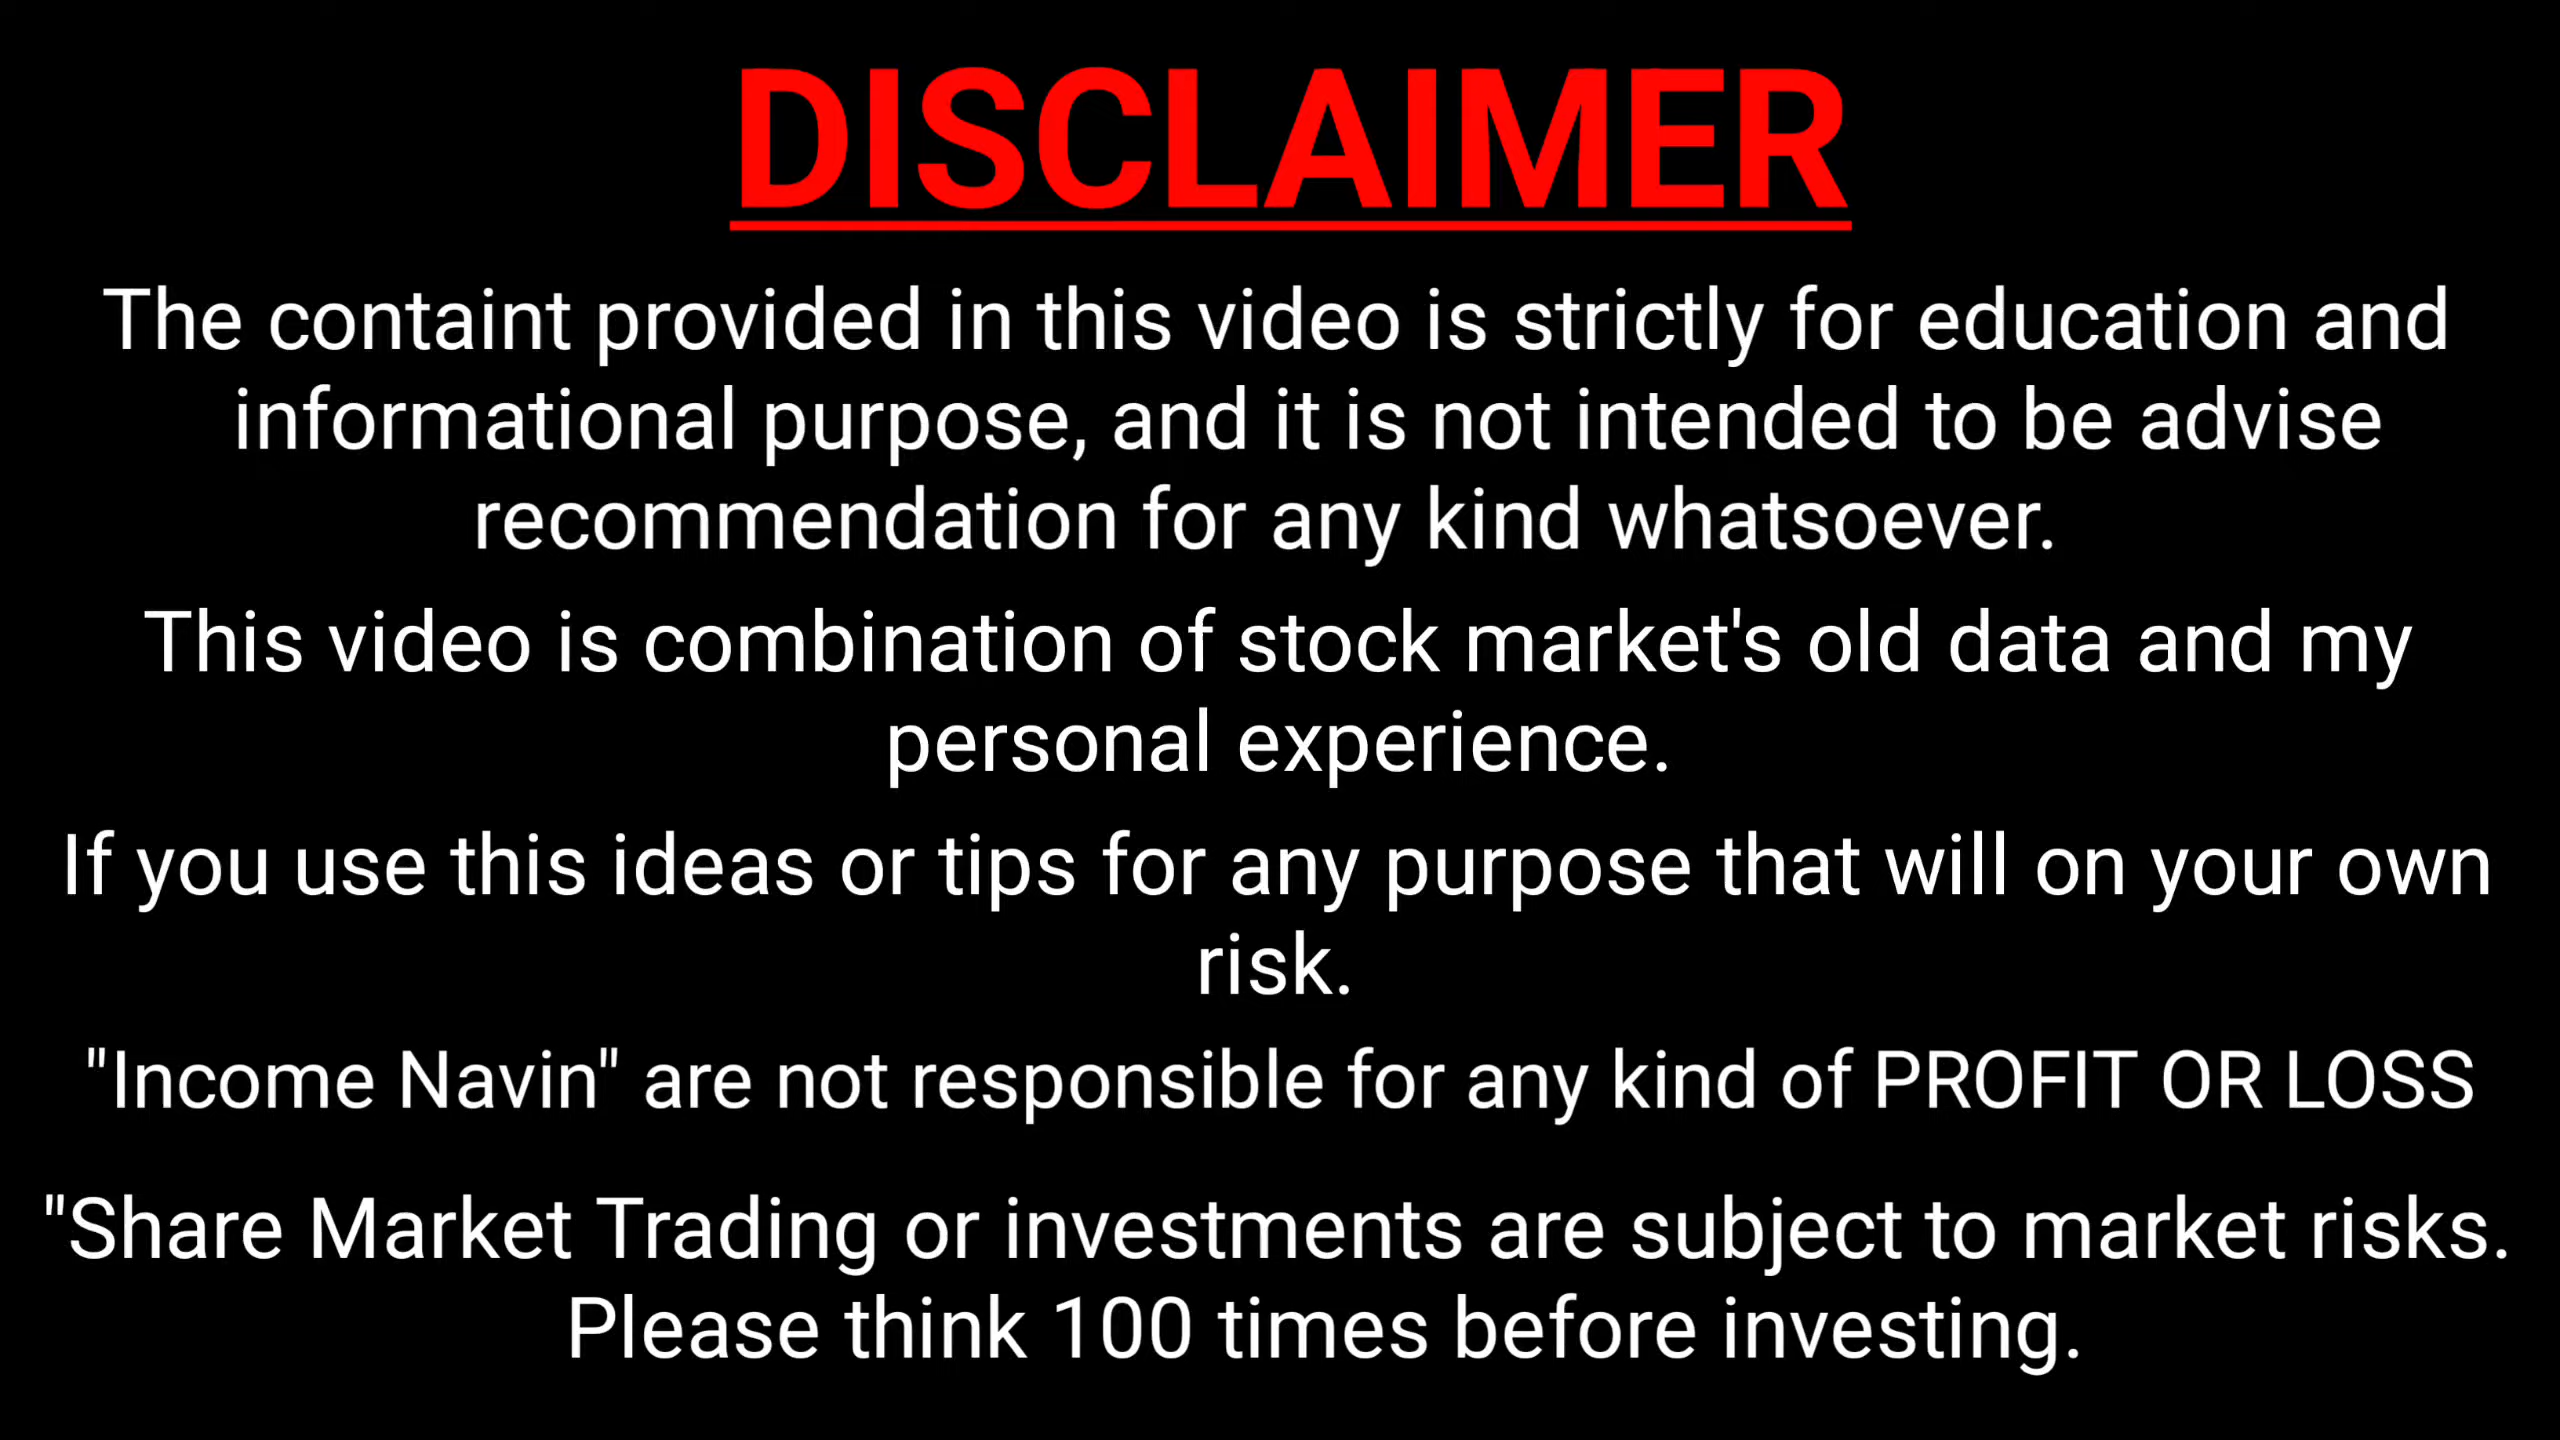 DISCLAIMER
The containt provided in this video is strictly for education and
informational purpose, and it is not intended to be advise
recommendation for any kind whatsoever.
This video is combination of stock market's old data and my
personal experience.
If you use this ideas or tips for any purpose that will on your own
risk.
"Income Navin" are not responsible for any kind of PROFIT OR LOSS
"Share Market Trading or investments are subject to market risks.
Please think 100 times before investing.